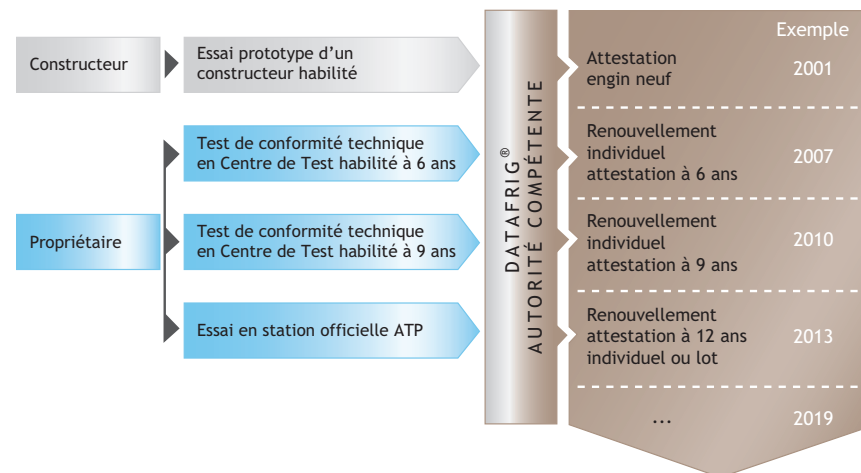 Exemple
Constructeur
Essai prototype d'un
constructeur habilité
Attestation
engin neuf
2001
Propriétaire
Test de conformité technique
en Centre de Test habilité à 6 ans
Renouvellement
individuel
attestation à 6 ans
2007
Test de conformité technique
en Centre de Test habilité à 9 ans
Renouvellement
individuel
attestation à 9 ans
2010
Essai en station officielle ATP
Renouvellement
attestation à 12 ans
individuel ou lot
2013
...
2019
DATAFRIG®
AUTORITÉ COMPÉTENTE